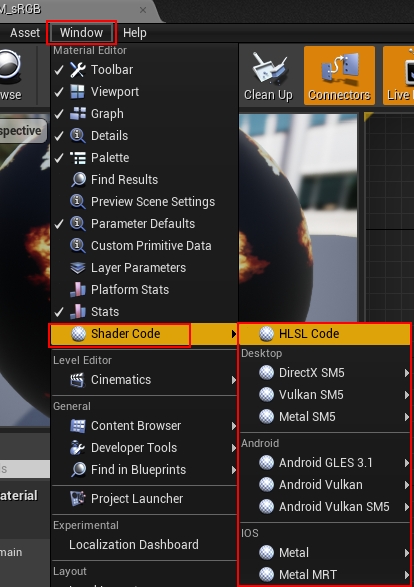 M_sRGB
Asset Window Help
Material Editor
Toolbar
Viewport
Graph
Details
Palette
Find Results
Preview Scene Settings
Parameter Defaults
Custom Primitive Data
Layer Parameters
Platform Stats
Stats
Shader Code
Level Editor
Cinematics
General
Content Browser
Developer Tools
Find in Blueprints
Project Launcher
Experimental
Localization Dashboard
Layout
wse
spective
Clean Up
Connectors
Live
HLSL Code
Desktop
DirectX SM5
Vulkan SM5
Metal SM5
Android
Android GLES 3.1
Android Vulkan
Android Vulkan SM5
IOS
Metal
Metal MRT
aterial
main